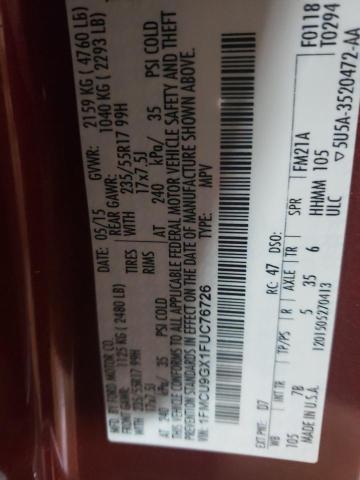 MFD. BY FORD MOTOR CO.
DATE: 05/15 GVWR: 2159 KG ( 4760 LB)
FRONT GAWR: 1125 KG ( 2480 LB) REAR GAWR: 1040 KG ( 2293 LB)
235/55R17 99H TIRES WITH 235/55R17 99H
17x7.5J RIMS 17x7.5J
AT 240 kPa/ 35 PSI COLD AT 240 kPa/ 35 PSI COLD
THIS VEHICLE CONFORMS TO ALL APPLICABLE FEDERAL MOTOR VEHICLE SAFETY AND THEFT
PREVENTION STANDARDS IN EFFECT ON THE DATE OF MANUFACTURE SHOWN ABOVE.
VIN: 1FMCU9GX1FUC76726 TYPE: MPV
F0118
T0294
EXT PNT: D7 RC: 47 DSO: FM21A
WB INT TR TP/PS R AXLE TR SPR HHMM 105
105 7B 5 35 6 ULC
1201505270413 5U5A-3520472-AA